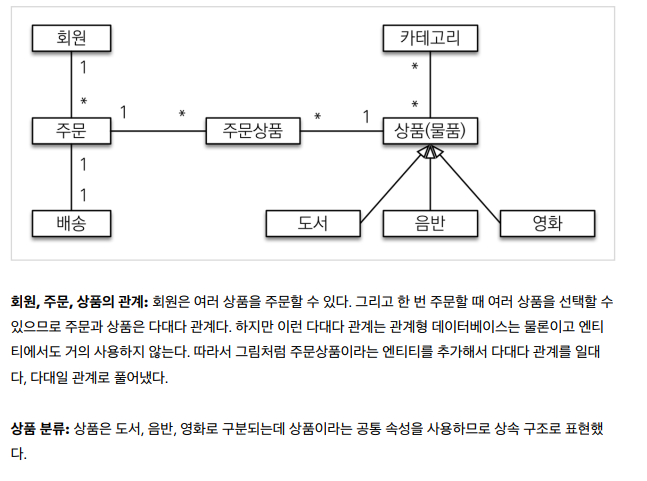 회원
카테고리
1
*
*
*
주문
1
*
주문상품
*
1
상품(물품)
1
1
배송
도서
음반
영화
회원, 주문, 상품의 관계: 회원은 여러 상품을 주문할 수 있다. 그리고 한 번 주문할 때 여러 상품을 선택할 수
있으므로 주문과 상품은 다대다 관계다. 하지만 이런 다대다 관계는 관계형 데이터베이스는 물론이고 엔티
티에서도 거의 사용하지 않는다. 따라서 그림처럼 주문상품이라는 엔티티를 추가해서 다대다 관계를 일대
다, 다대일 관계로 풀어냈다.
상품 분류: 상품은 도서, 음반, 영화로 구분되는데 상품이라는 공통 속성을 사용하므로 상속 구조로 표현했
다.